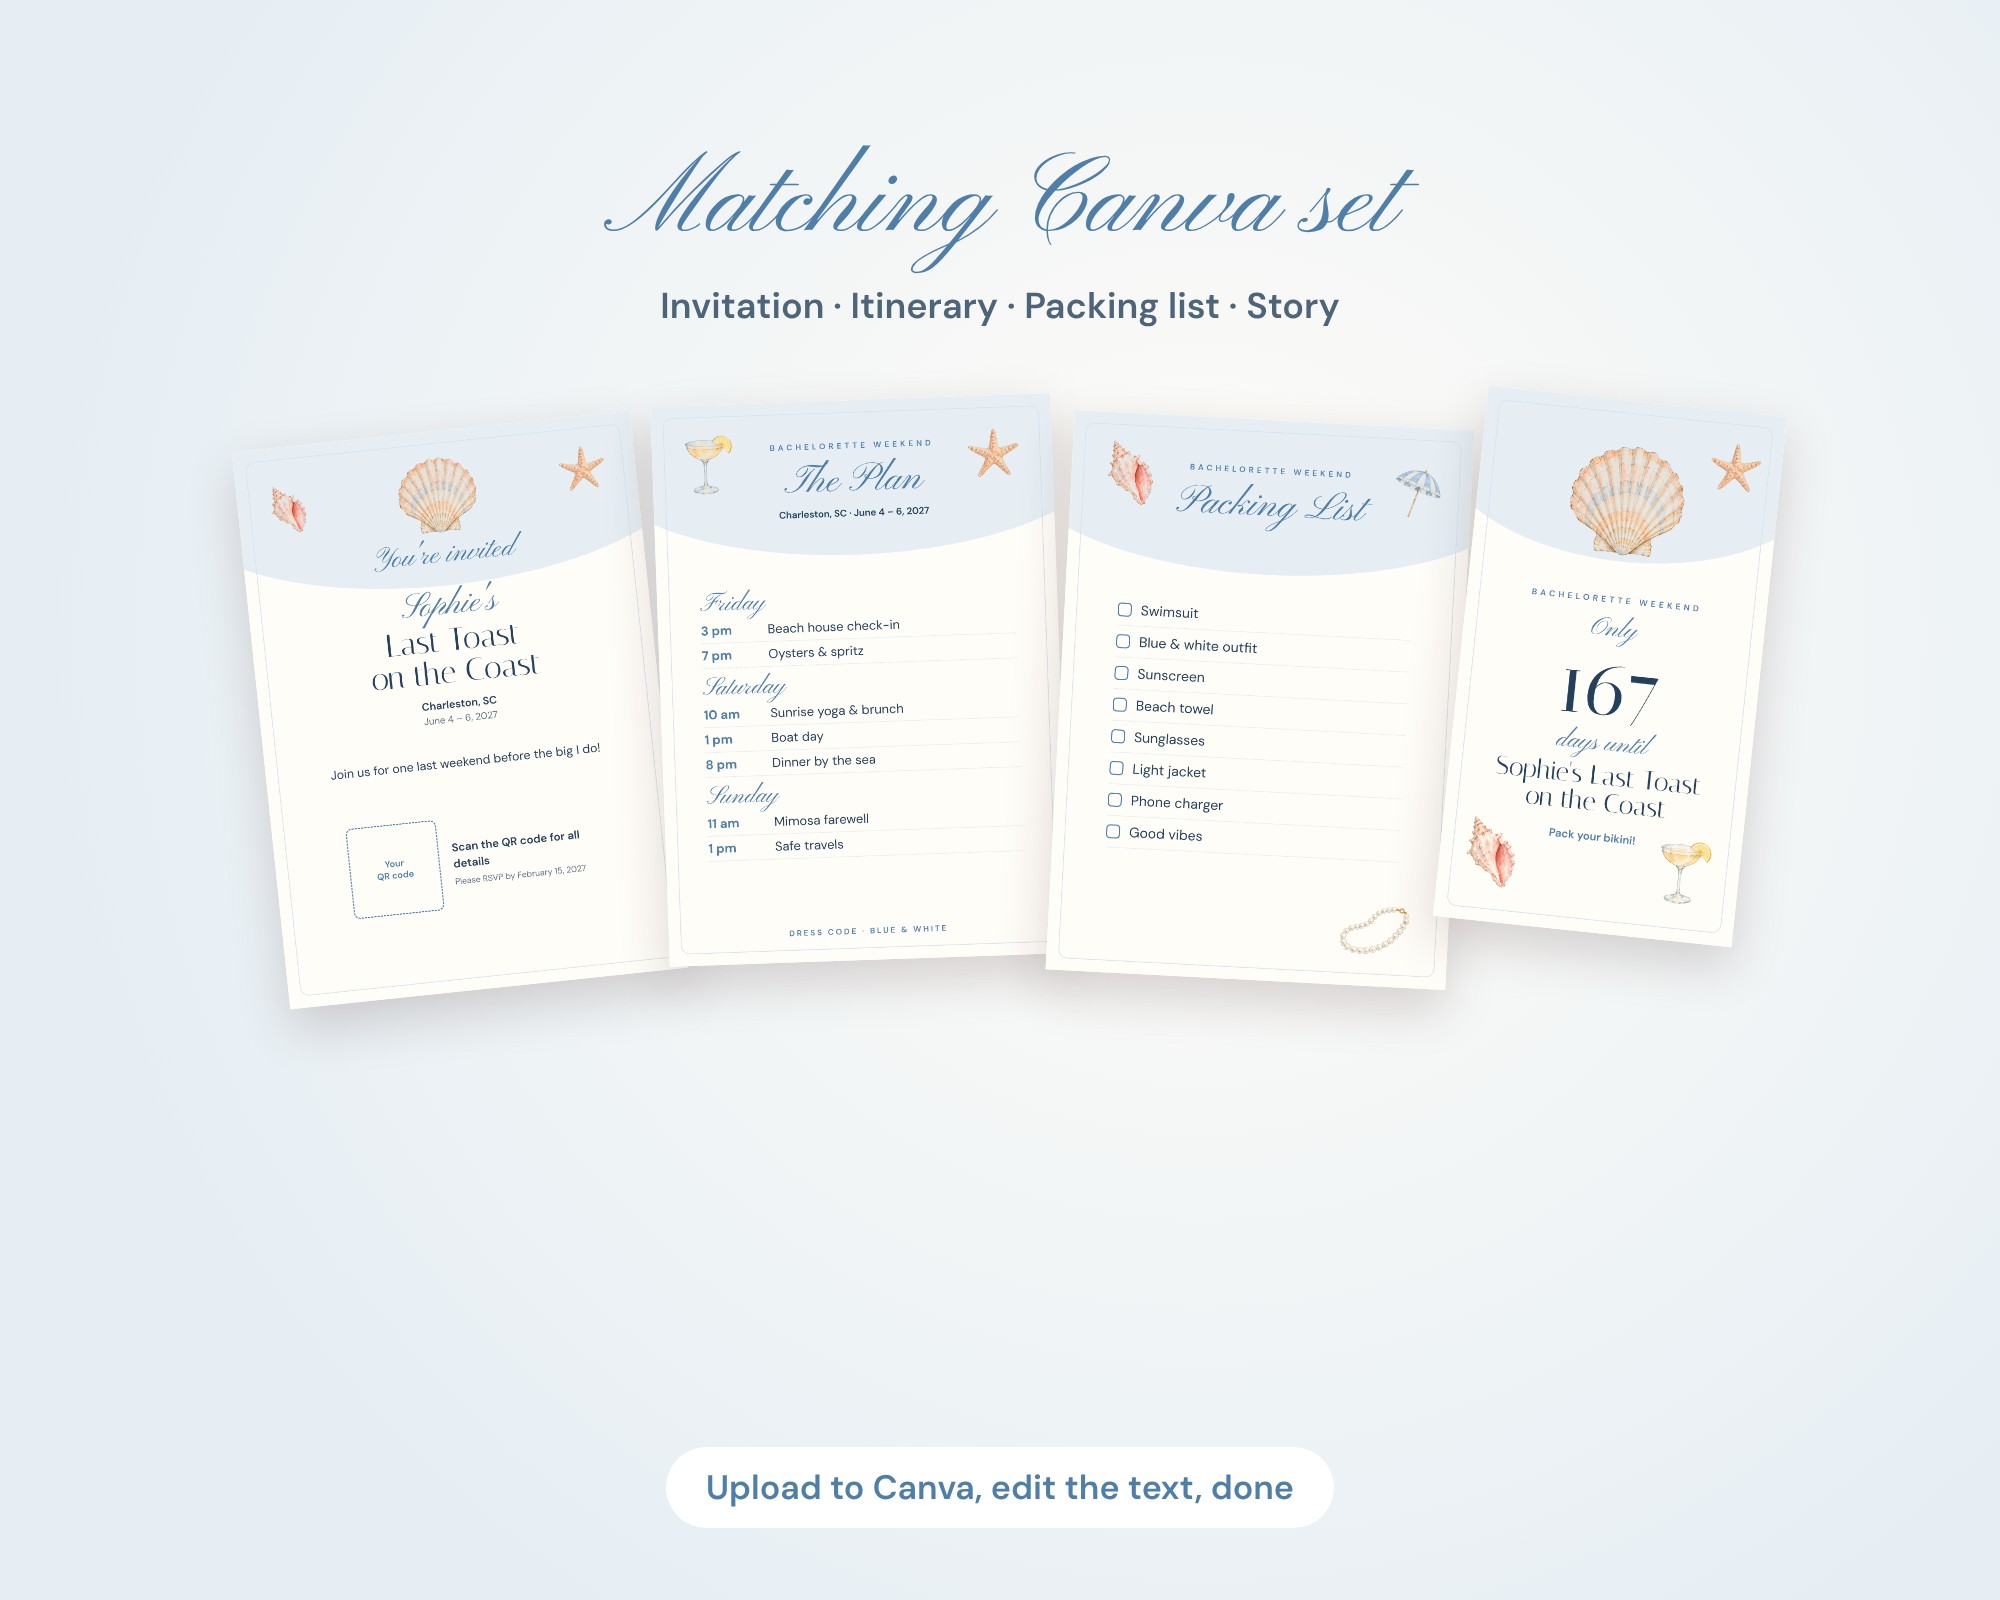 Matching Canva set
Invitation · Itinerary · Packing list · Story
You're invited
Sophie's
Last Toast
on the Coast
Charleston, SC
June 4 – 6, 2027
Join us for one last weekend before the big I do!
Your
QR code
Scan the QR code for all
details
Please RSVP by February 15, 2027
BACHELORETTE WEEKEND
The Plan
Charleston, SC · June 4 – 6, 2027
Friday
3 pm Beach house check-in
7 pm Oysters & spritz
Saturday
10 am Sunrise yoga & brunch
1 pm Boat day
8 pm Dinner by the sea
Sunday
11 am Mimosa farewell
1 pm Safe travels
DRESS CODE · BLUE & WHITE
BACHELORETTE WEEKEND
Packing List
Swimsuit
Blue & white outfit
Sunscreen
Beach towel
Sunglasses
Light jacket
Phone charger
Good vibes
BACHELORETTE WEEKEND
Only
167
days until
Sophie's Last Toast
on the Coast
Pack your bikini!
Upload to Canva, edit the text, done